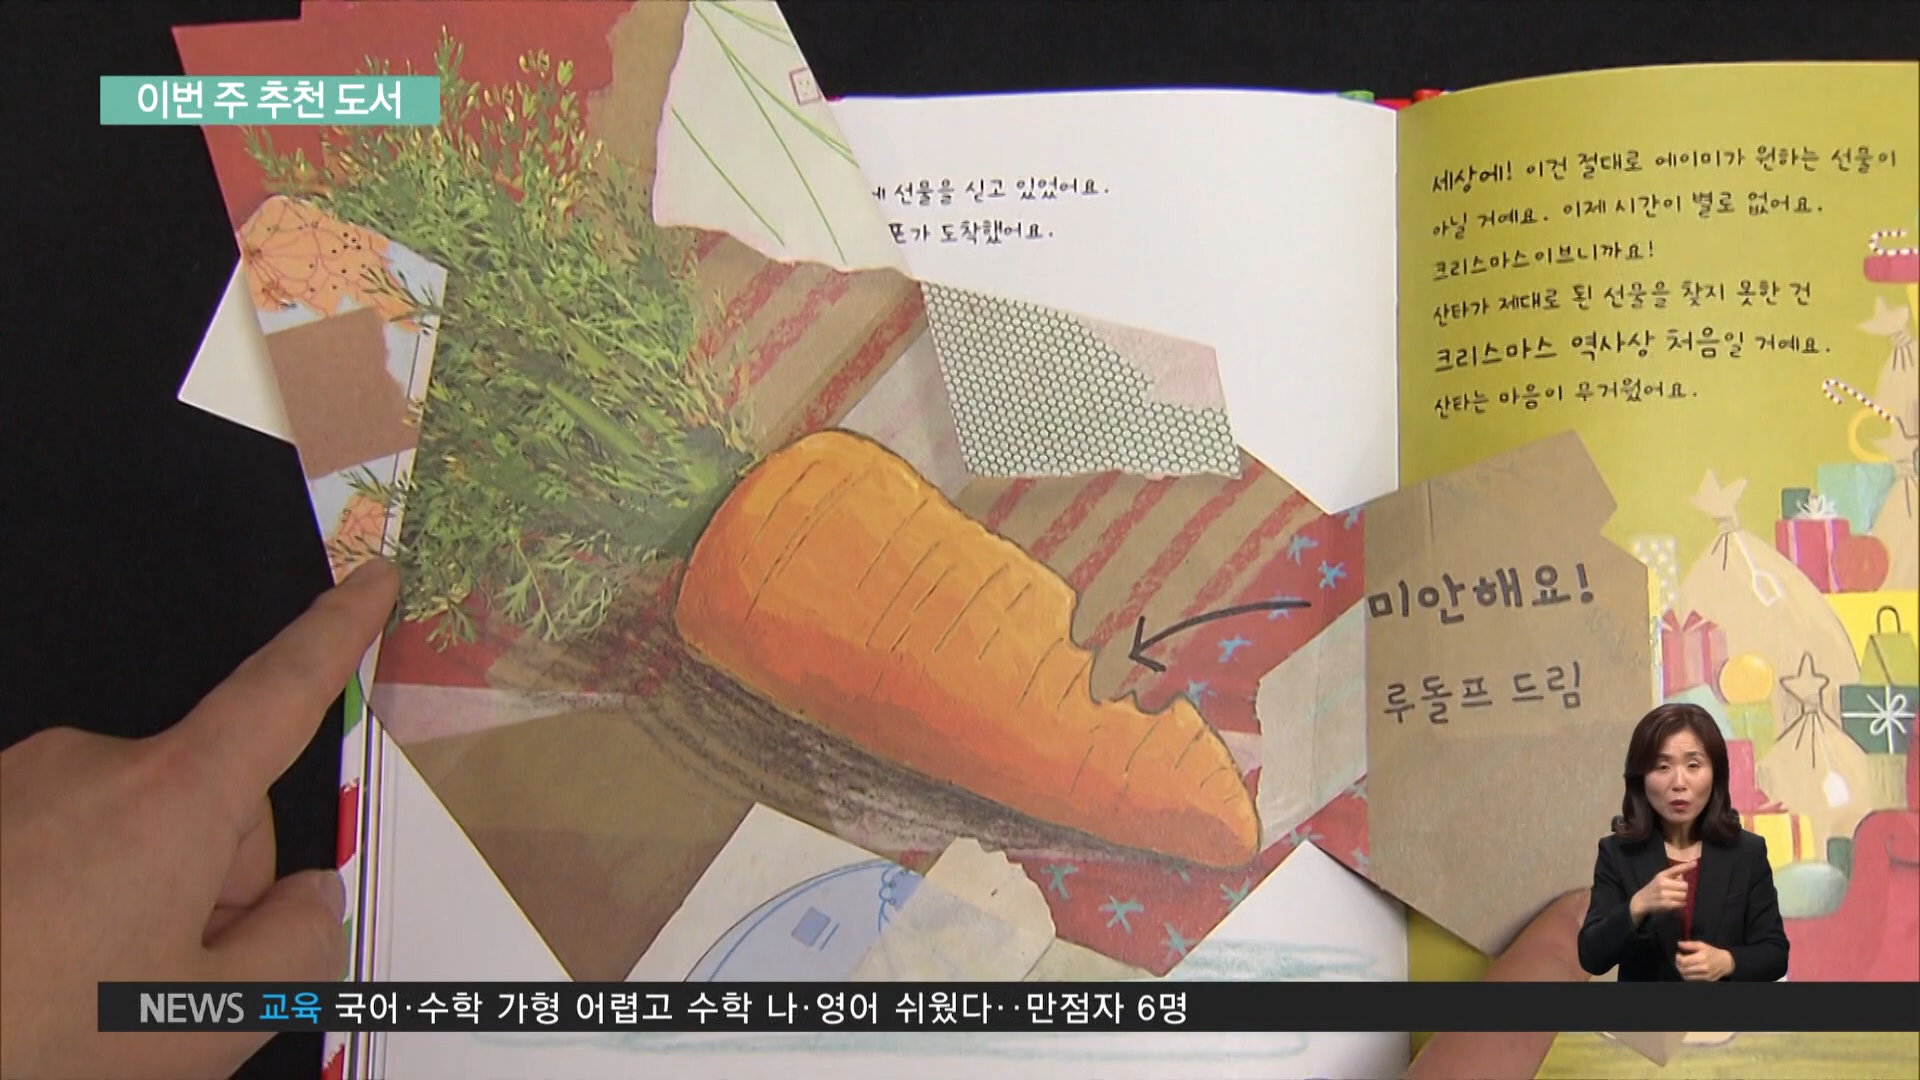 이번 주 추천 도서
선물을 싣고 있었어요.
가 도착했어요.
세상에! 이건 절대로 에이미가 원하는 선물이
아닐 거예요. 이제 시간이 별로 없어요.
크리스마스이브니까요!
산타가 제대로 된 선물을 찾지 못한 건
크리스마스 역사상 처음일 거예요.
산타는 마음이 무거웠어요.
미안해요!
루돌프 드림
NEWS 교육 국어·수학 가형 어렵고 수학 나·영어 쉬웠다··만점자 6명